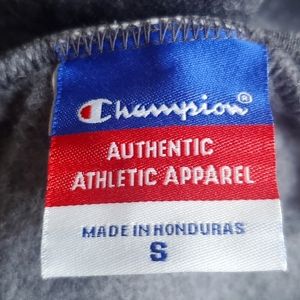 Champion®
AUTHENTIC
ATHLETIC APPAREL
MADE IN HONDURAS
S